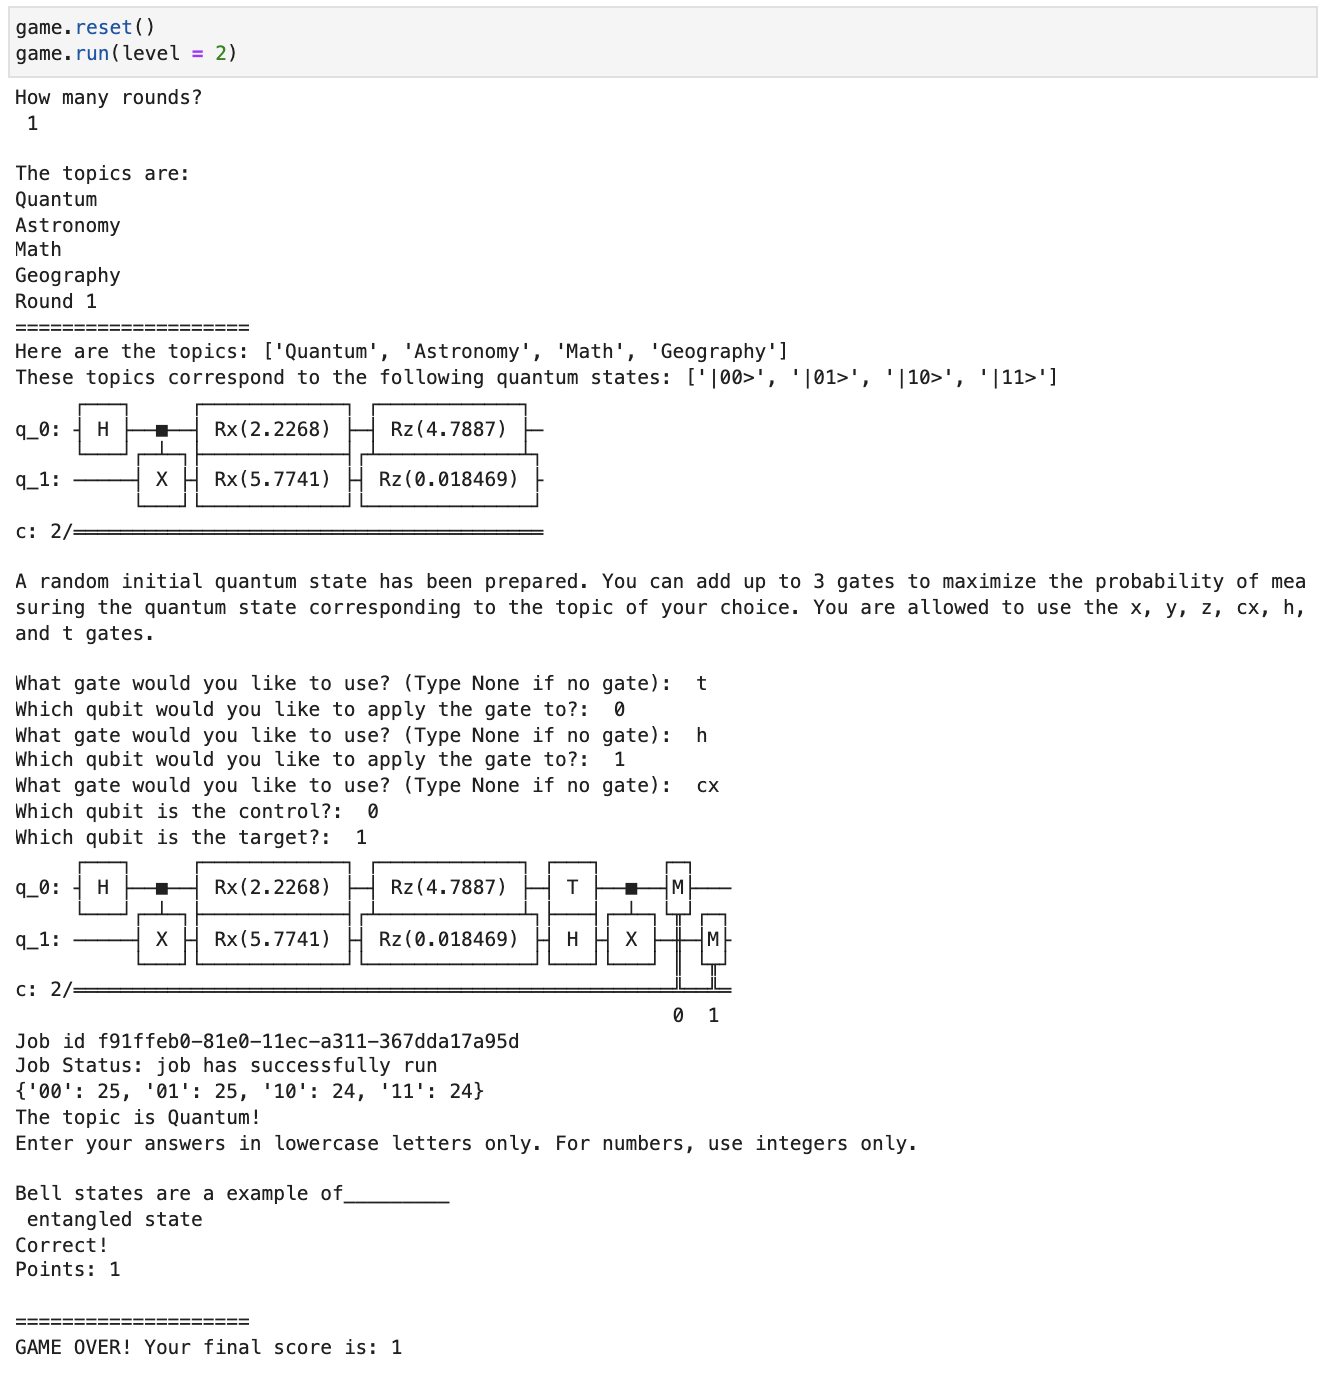 game.reset()
game.run(level = 2)
How many rounds?
1
The topics are:
Quantum
Astronomy
Math
Geography
Round 1
====================
Here are the topics: ['Quantum', 'Astronomy', 'Math', 'Geography']
These topics correspond to the following quantum states: ['|00>', '|01>', '|10>', '|11>']
q_0: H Rx(2.2268) Rz(4.7887)
q_1: X Rx(5.7741) Rz(0.018469)
c: 2/
A random initial quantum state has been prepared. You can add up to 3 gates to maximize the probability of mea
suring the quantum state corresponding to the topic of your choice. You are allowed to use the x, y, z, cx, h,
and t gates.
What gate would you like to use? (Type None if no gate): t
Which qubit would you like to apply the gate to?: 0
What gate would you like to use? (Type None if no gate): h
Which qubit would you like to apply the gate to?: 1
What gate would you like to use? (Type None if no gate): cx
Which qubit is the control?: 0
Which qubit is the target?: 1
q_0: H Rx(2.2268) Rz(4.7887) T M
q_1: X Rx(5.7741) Rz(0.018469) H X M
c: 2/
0 1
Job id f91ffeb0-81e0-11ec-a311-367dda17a95d
Job Status: job has successfully run
{'00': 25, '01': 25, '10': 24, '11': 24}
The topic is Quantum!
Enter your answers in lowercase letters only. For numbers, use integers only.
Bell states are a example of_________
entangled state
Correct!
Points: 1
====================
GAME OVER! Your final score is: 1